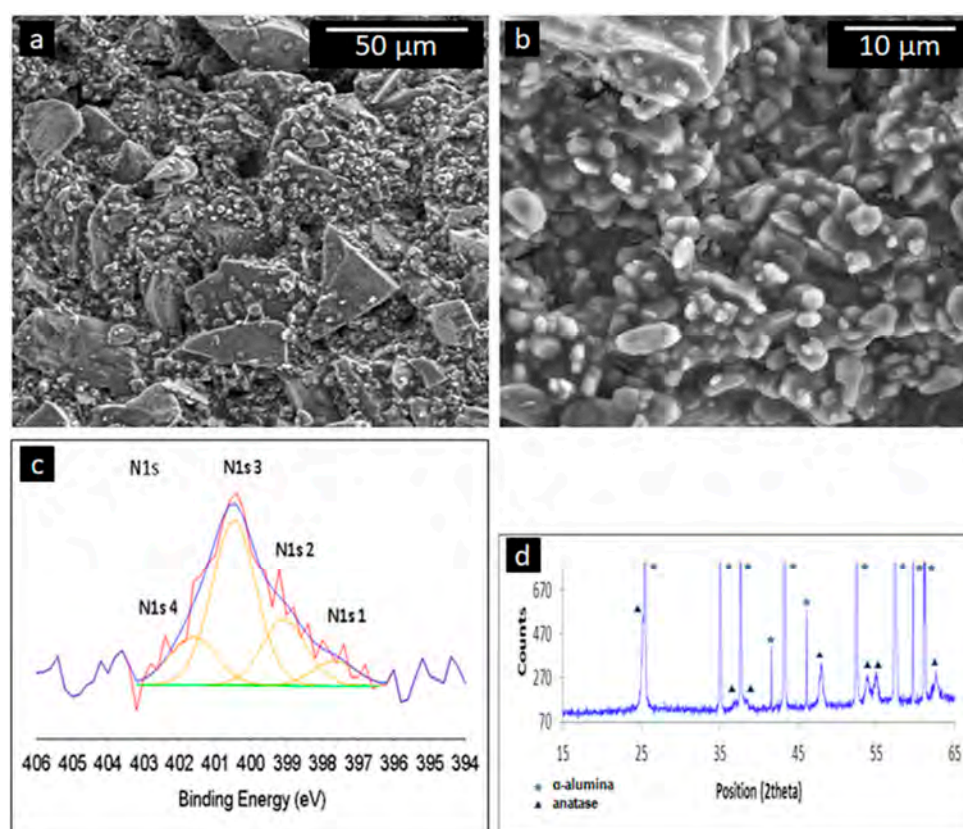 a
50 µm
b
10 µm
c
N1s
N1s 3
N1s 2
N1s 4
N1s 1
406 405 404 403 402 401 400 399 398 397 396 395 394
Binding Energy (eV)
d
Counts
670
470
270
70
15 25 35 45 55 65
Position [2theta]
α-alumina
anatase